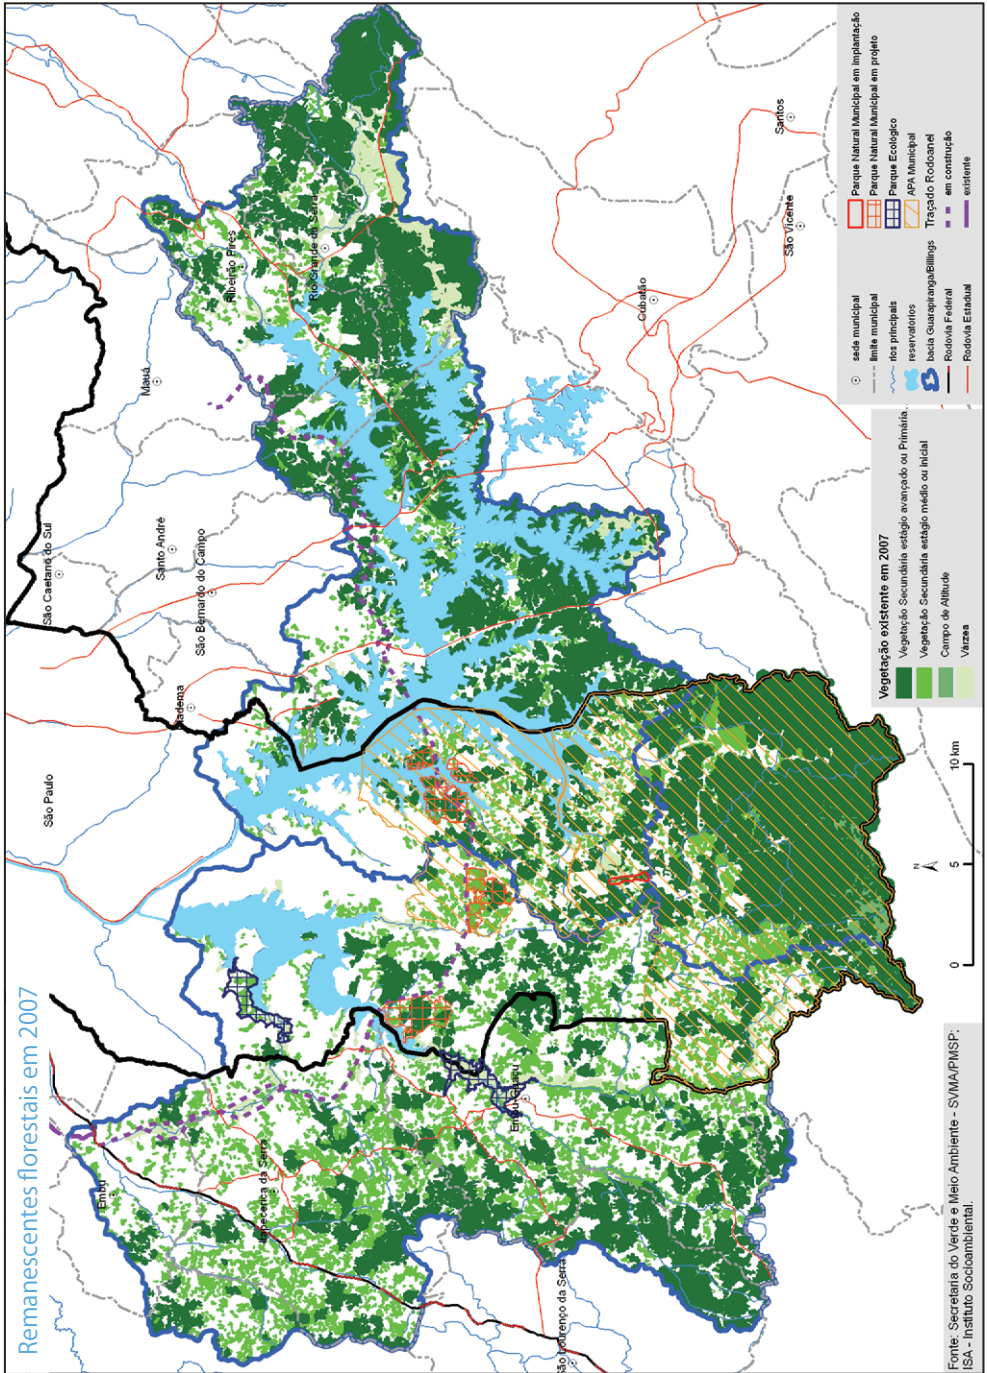 Remanescentes florestais em 2007
São Paulo
São Caetano do Sul
Santo André
São Bernardo do Campo
Diadema
Mauá
Ribeirão Pires
Rio Grande da Serra
Embu
Itapecerica da Serra
Embu-Guaçu
São Lourenço da Serra
Cubatão
Santos
São Vicente
N
0 5 10 km
Fonte: Secretaria do Verde e Meio Ambiente - SVMA/PMSP;
ISA - Instituto Socioambiental.
Vegetação existente em 2007
Vegetação Secundária estágio avançado ou Primária.
Vegetação Secundária estágio médio ou inicial
Campo de Altitude
Várzea
sede municipal
limite municipal
rios principais
reservatórios
bacia Guarapiranga/Billings
Rodovia Federal
Rodovia Estadual
Parque Natural Municipal em implantação
Parque Natural Municipal em projeto
Parque Ecológico
APA Municipal
Traçado Rodoanel
em construção
existente